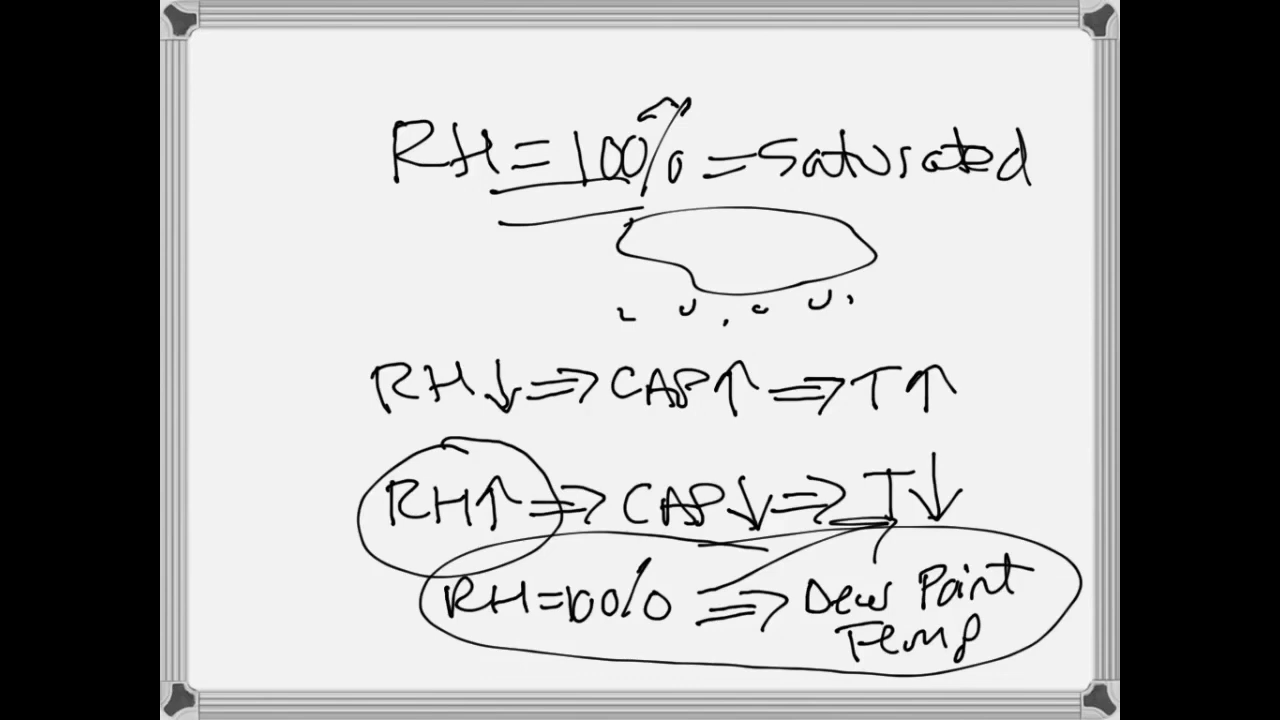 RH = 100% = Saturated
RH↓ ⇒ CAP↑ ⇒ T↑
RH↑ ⇒ CAP↓ ⇒ T↓
RH = 100% ⇒ Dew Point
Temp